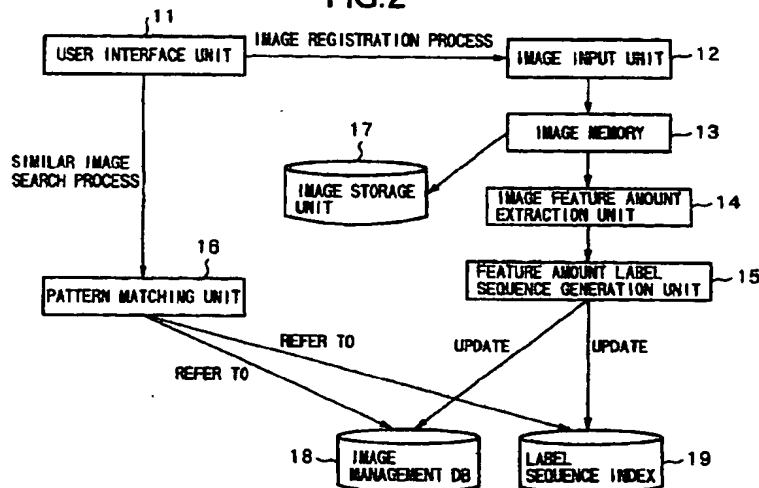 FIG.2
11
USER INTERFACE UNIT
IMAGE REGISTRATION PROCESS
IMAGE INPUT UNIT
12
17
IMAGE MEMORY
13
SIMILAR IMAGE
SEARCH PROCESS
IMAGE STORAGE
UNIT
IMAGE FEATURE AMOUNT
EXTRACTION UNIT
14
16
PATTERN MATCHING UNIT
FEATURE AMOUNT LABEL
SEQUENCE GENERATION UNIT
15
REFER TO
REFER TO
UPDATE
UPDATE
18
IMAGE
MANAGEMENT DB
LABEL
SEQUENCE INDEX
19